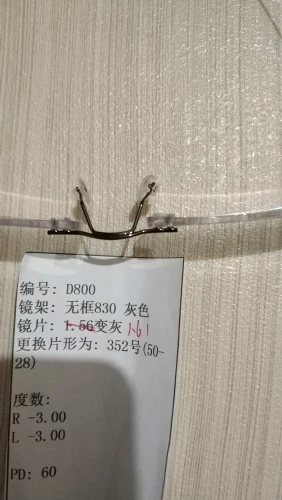 编号: D800
镜架: 无框830 灰色
镜片: 1.56变灰 1.61
更换片形为: 352号(50~
28)
度数:
R -3.00
L -3.00
PD: 60